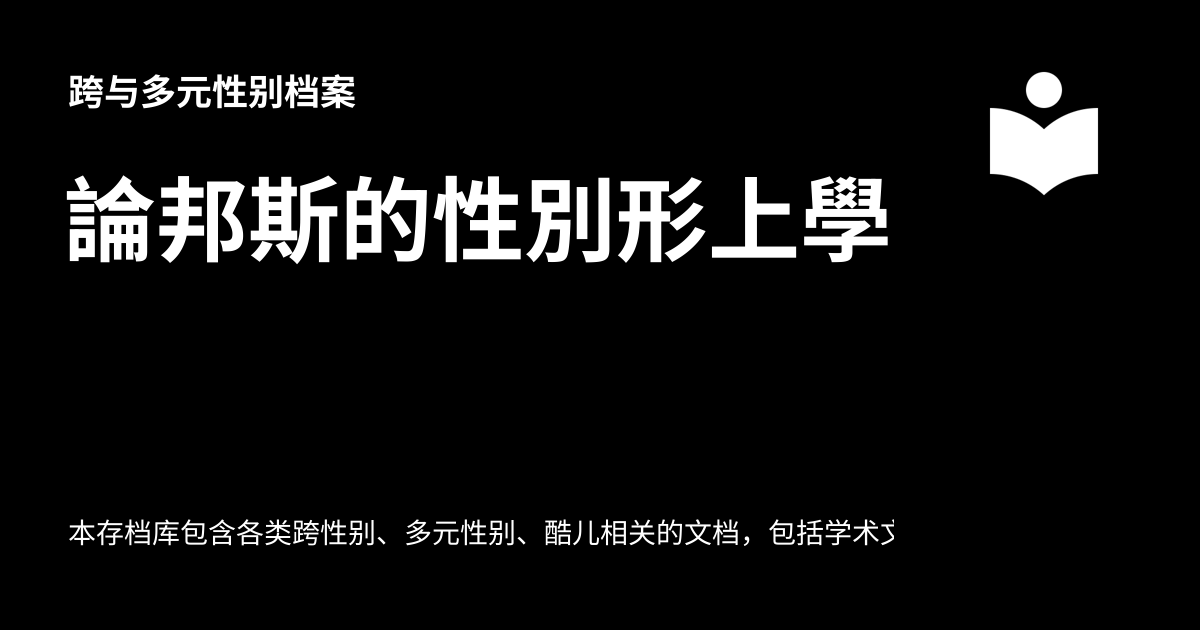 跨与多元性别档案
論邦斯的性別形上學
本存档库包含各类跨性别、多元性别、酷儿相关的文档，包括学术